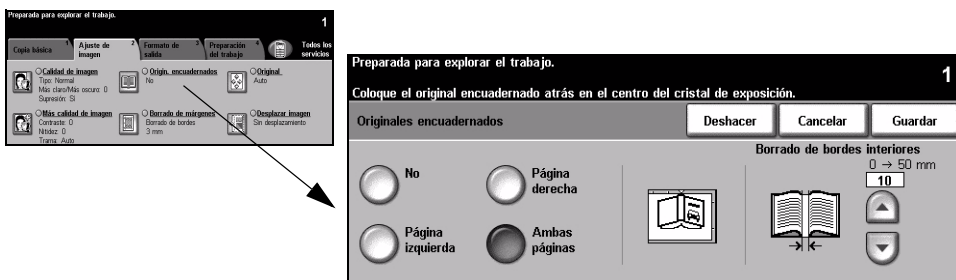 Preparada para explorar el trabajo.
1
Copia básica 1
Ajuste de imagen 2
Formato de salida 3
Preparación del trabajo 4
Todos los servicios
Calidad de imagen
Tipo: Normal
Más claro/Más oscuro: 0
Supresión: Sí
Origin. encuadernados
No
Original
Auto
Más calidad de imagen
Contraste: 0
Nitidez: 0
Trama: Auto
Borrado de márgenes
Borrado de bordes
3 mm
Desplazar imagen
Sin desplazamiento
Preparada para explorar el trabajo.
1
Coloque el original encuadernado atrás en el centro del cristal de exposición.
Originales encuadernados
Deshacer
Cancelar
Guardar
No
Página
derecha
Página
izquierda
Ambas
páginas
Borrado de bordes interiores
0 → 50 mm
10